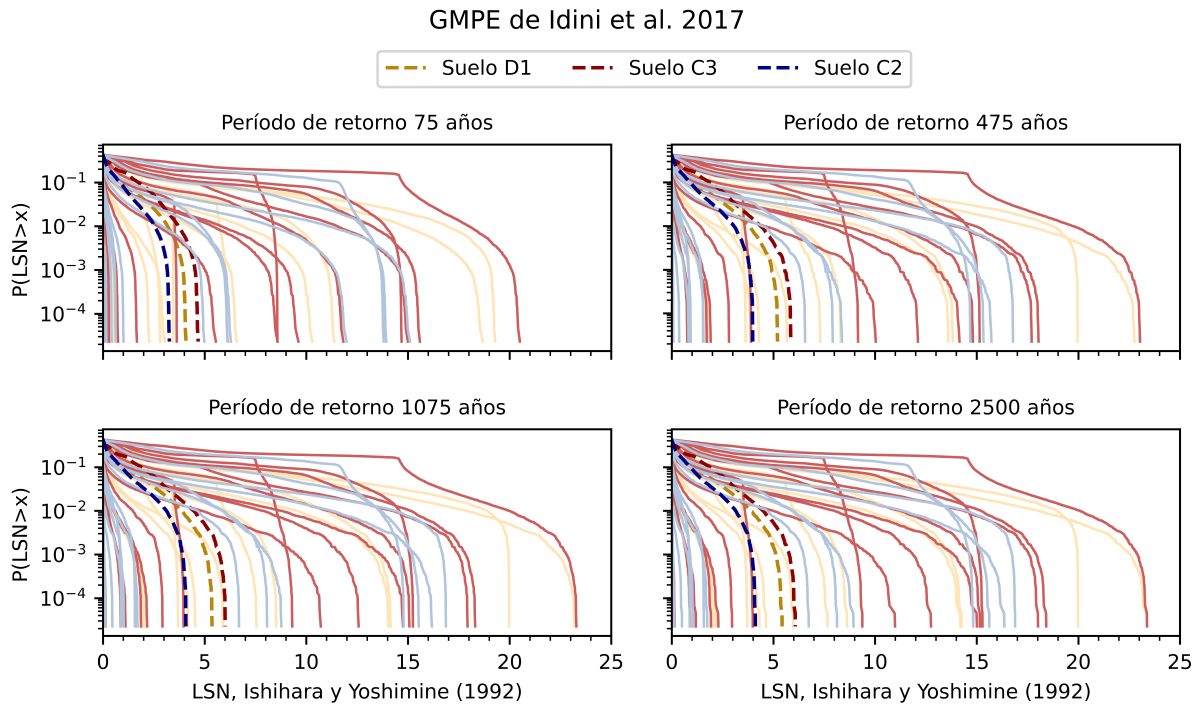 GMPE de Idini et al. 2017
Suelo D1 Suelo C3 Suelo C2
Período de retorno 75 años
Período de retorno 475 años
P(LSN>x)
10⁻¹
10⁻²
10⁻³
10⁻⁴
Período de retorno 1075 años
Período de retorno 2500 años
P(LSN>x)
10⁻¹
10⁻²
10⁻³
10⁻⁴
0 5 10 15 20 25
0 5 10 15 20 25
LSN, Ishihara y Yoshimine (1992)
LSN, Ishihara y Yoshimine (1992)